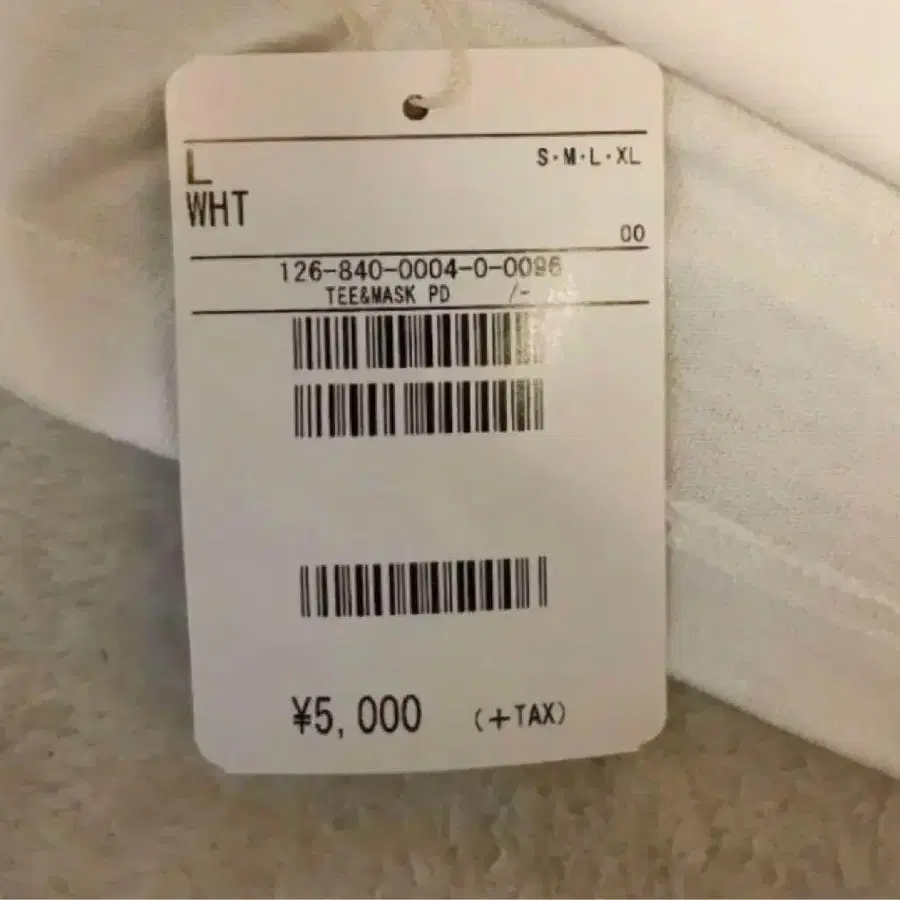 L
S・M・L・XL
WHT
00
126-840-0004-0-0096
TEE&MASK PD /-
¥5,000 (+TAX)